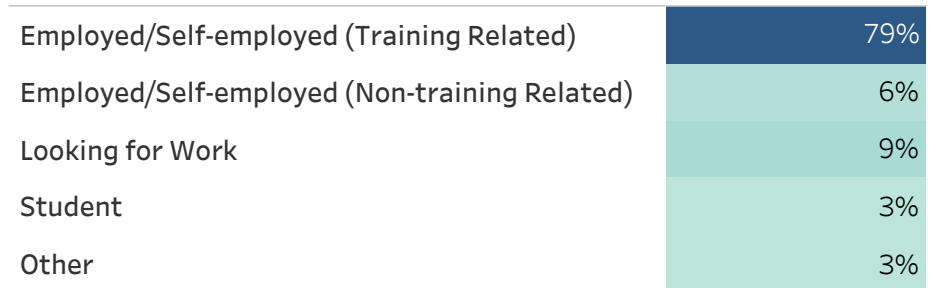 Employed/Self-employed (Training Related) 79%
Employed/Self-employed (Non-training Related) 6%
Looking for Work 9%
Student 3%
Other 3%